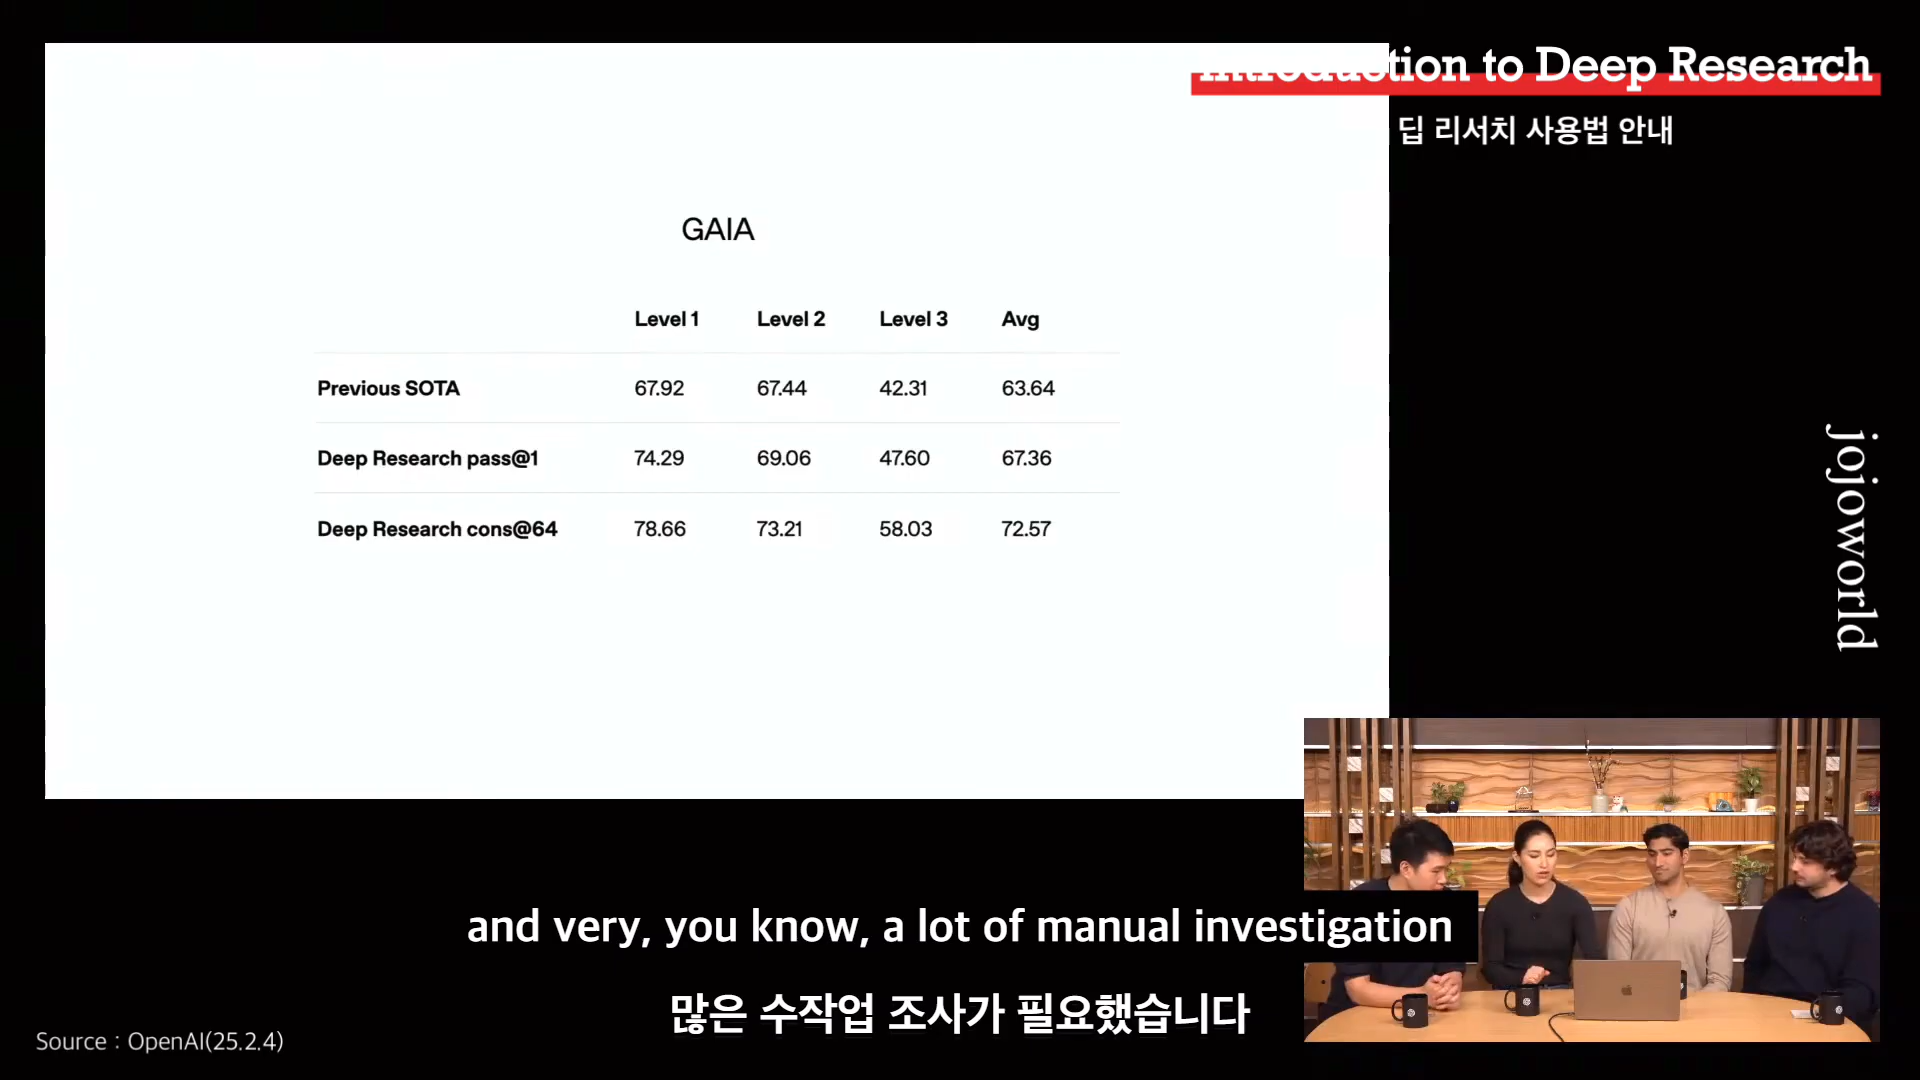 Introduction to Deep Research
딥 리서치 사용법 안내
GAIA
Level 1 Level 2 Level 3 Avg
Previous SOTA 67.92 67.44 42.31 63.64
Deep Research pass@1 74.29 69.06 47.60 67.36
Deep Research cons@64 78.66 73.21 58.03 72.57
jojoworld
and very, you know, a lot of manual investigation
많은 수작업 조사가 필요했습니다
Source : OpenAI(25.2.4)